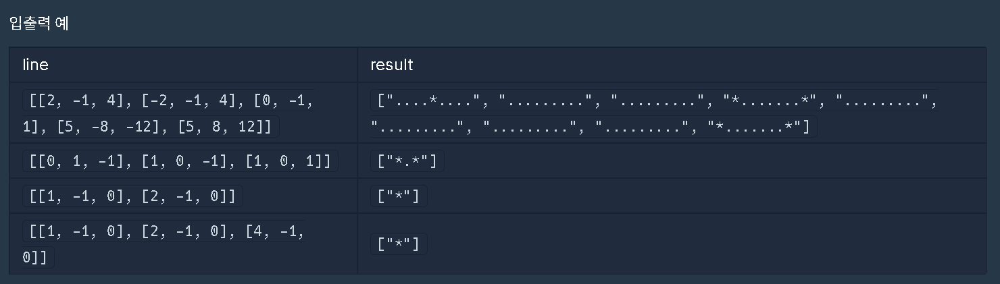 입출력 예
line result
[[2, -1, 4], [-2, -1, 4], [0, -1, ["....*....", ".........", ".........", "*.......*", ".........",
1], [5, -8, -12], [5, 8, 12]] ".........", ".........", ".........", "*.......*"]
[[0, 1, -1], [1, 0, -1], [1, 0, 1]] ["*.*"]
[[1, -1, 0], [2, -1, 0]] ["*"]
[[1, -1, 0], [2, -1, 0], [4, -1,
0]] ["*"]